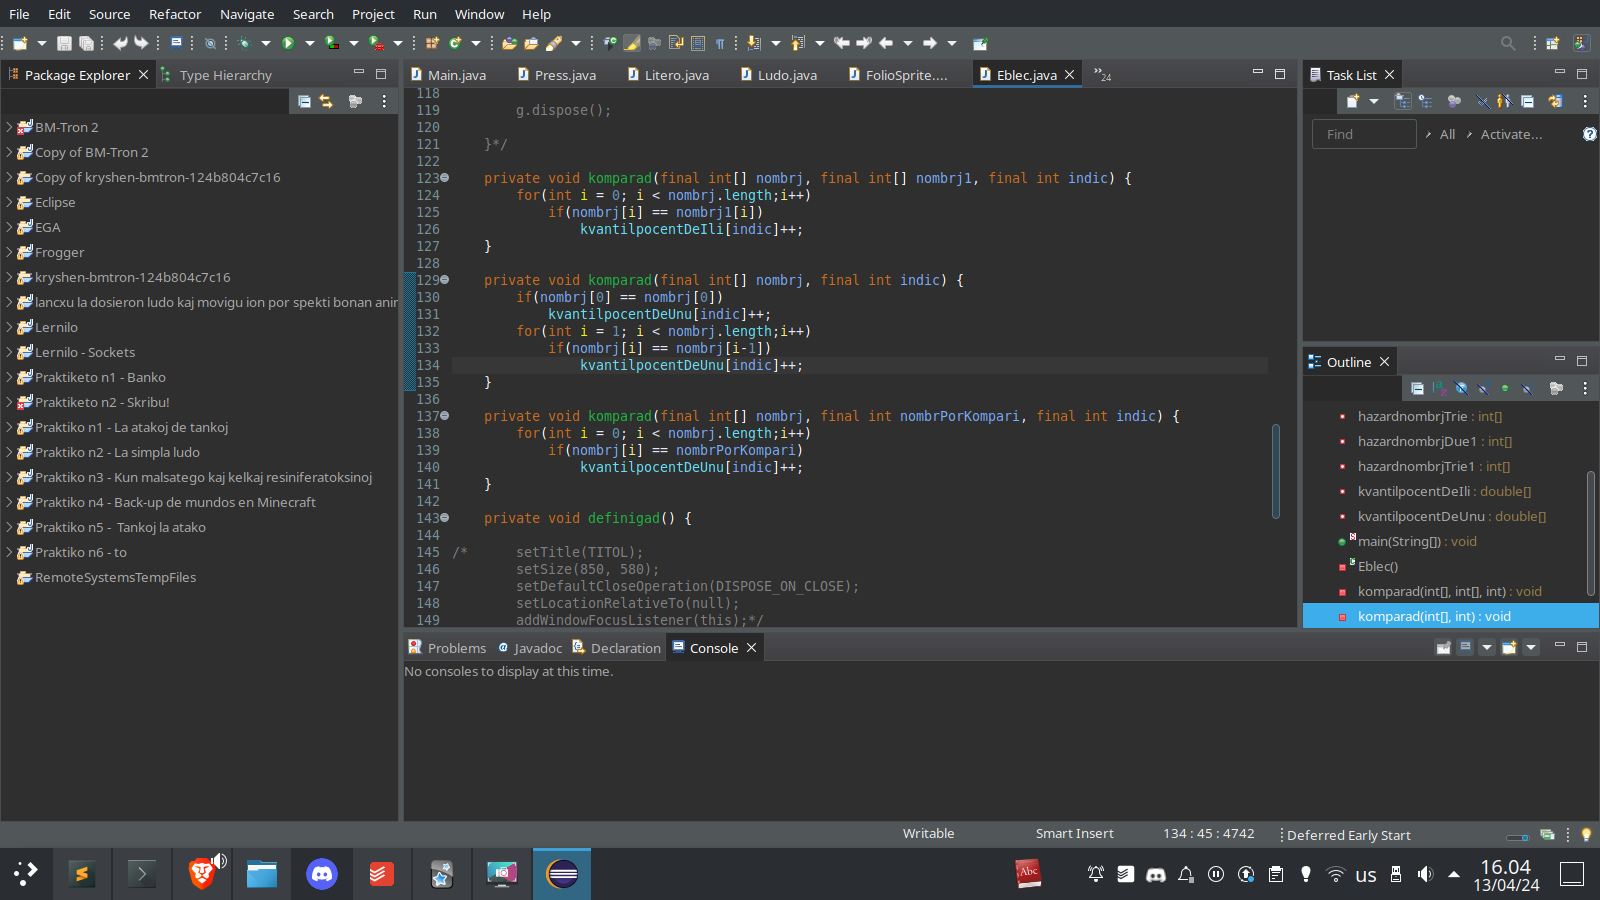 File Edit Source Refactor Navigate Search Project Run Window Help
Package Explorer
Type Hierarchy
BM-Tron 2
Copy of BM-Tron 2
Copy of kryshen-bmtron-124b804c7c16
Eclipse
EGA
Frogger
kryshen-bmtron-124b804c7c16
lancxu la dosieron ludo kaj movigu ion por spekti bonan anir
Lernilo
Lernilo - Sockets
Praktiketo n1 - Banko
Praktiketo n2 - Skribu!
Praktiko n1 - La atakoj de tankoj
Praktiko n2 - La simpla ludo
Praktiko n3 - Kun malsatego kaj kelkaj resiniferatoksinoj
Praktiko n4 - Back-up de mundos en Minecraft
Praktiko n5 - Tankoj la atako
Praktiko n6 - to
RemoteSystemsTempFiles
Main.java Press.java Litero.java Ludo.java FolioSprite.... Eblec.java »24
118
119 g.dispose();
120
121 }*/
122
123 private void komparad(final int[] nombrj, final int[] nombrj1, final int indic) {
124 for(int i = 0; i < nombrj.length;i++)
125 if(nombrj[i] == nombrj1[i])
126 kvantilpocentDeIli[indic]++;
127 }
128
129 private void komparad(final int[] nombrj, final int indic) {
130 if(nombrj[0] == nombrj[0])
131 kvantilpocentDeUnu[indic]++;
132 for(int i = 1; i < nombrj.length;i++)
133 if(nombrj[i] == nombrj[i-1])
134 kvantilpocentDeUnu[indic]++;
135 }
136
137 private void komparad(final int[] nombrj, final int nombrPorKompari, final int indic) {
138 for(int i = 0; i < nombrj.length;i++)
139 if(nombrj[i] == nombrPorKompari)
140 kvantilpocentDeUnu[indic]++;
141 }
142
143 private void definigad() {
144
145 /* setTitle(TITOL);
146 setSize(850, 580);
147 setDefaultCloseOperation(DISPOSE_ON_CLOSE);
148 setLocationRelativeTo(null);
149 addWindowFocusListener(this);*/
Task List
Find All Activate...
Outline
hazardnombrjTrie : int[]
hazardnombrjDue1 : int[]
hazardnombrjTrie1 : int[]
kvantilpocentDeIli : double[]
kvantilpocentDeUnu : double[]
main(String[]) : void
Eblec()
komparad(int[], int[], int) : void
komparad(int[], int) : void
Problems Javadoc Declaration Console
No consoles to display at this time.
Writable Smart Insert 134 : 45 : 4742 Deferred Early Start
Abc
us
16.04
13/04/24